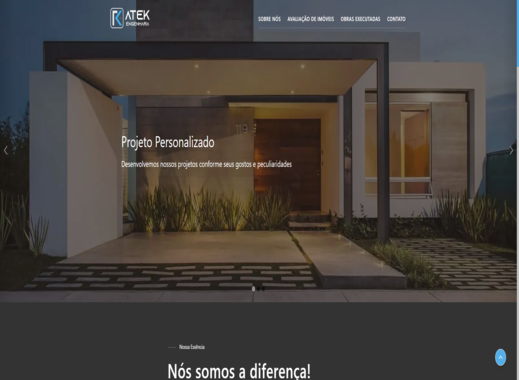 ATEK
ENGENHARIA
SOBRE NÓS
AVALIAÇÃO DE IMÓVEIS
OBRAS EXECUTADAS
CONTATO
Projeto Personalizado
Desenvolvemos nossos projetos conforme seus gostos e peculiaridades
Nossa Essência
Nós somos a diferença!